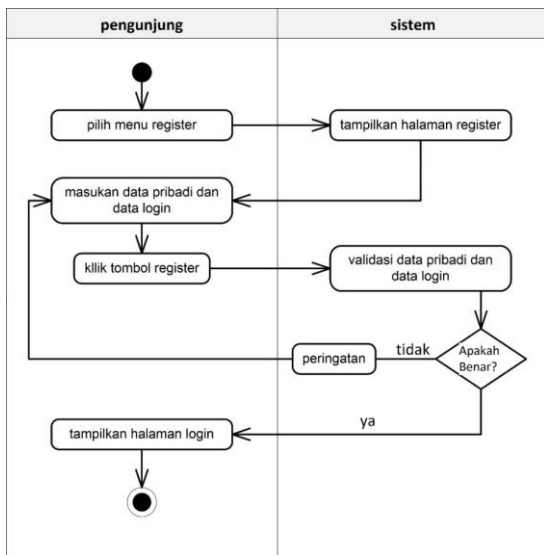 pengunjung
sistem
pilih menu register
tampilkan halaman register
masukan data pribadi dan
data login
kllik tombol register
validasi data pribadi dan
data login
Apakah
Benar?
tidak
peringatan
ya
tampilkan halaman login